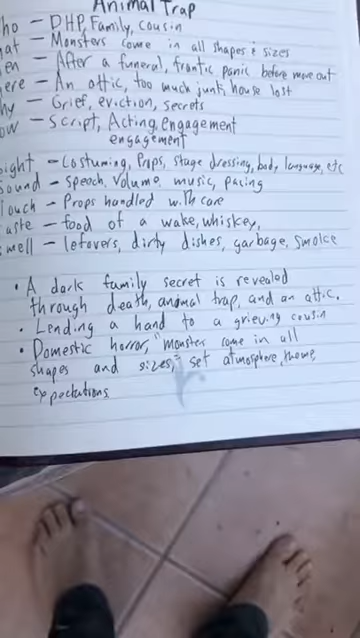 Animal Trap
ho - DHP, Family, cousin
hat - Monsters come in all shapes & sizes
en - After a funeral, frantic panic before move out
ere - An attic, too much junk, house lost
hy - Grief, eviction, secrets
ow - Script, Acting, engagement
engagement
ight - Costuming, Props, stage dressing, body language, etc
ound - speech, volume, music, pacing
Touch - Props handled with care
aste - food of a wake, whiskey,
smell - leftovers, dirty dishes, garbage, smoke
• A dark family secret is revealed
through death, animal trap, and an attic.
• Lending a hand to a grieving cousin
• Domestic horror, "monsters come in all
shapes and sizes," set atmosphere, theme,
expectations